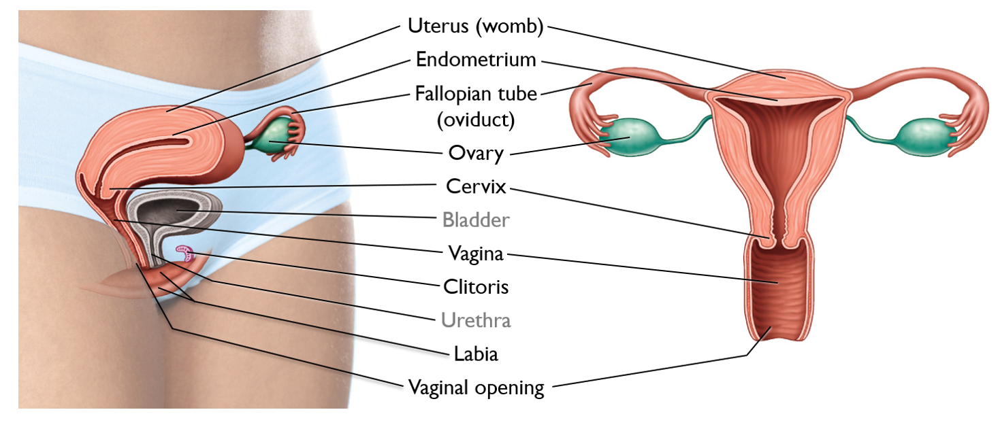 Uterus (womb)
Endometrium
Fallopian tube
(oviduct)
Ovary
Cervix
Bladder
Vagina
Clitoris
Urethra
Labia
Vaginal opening